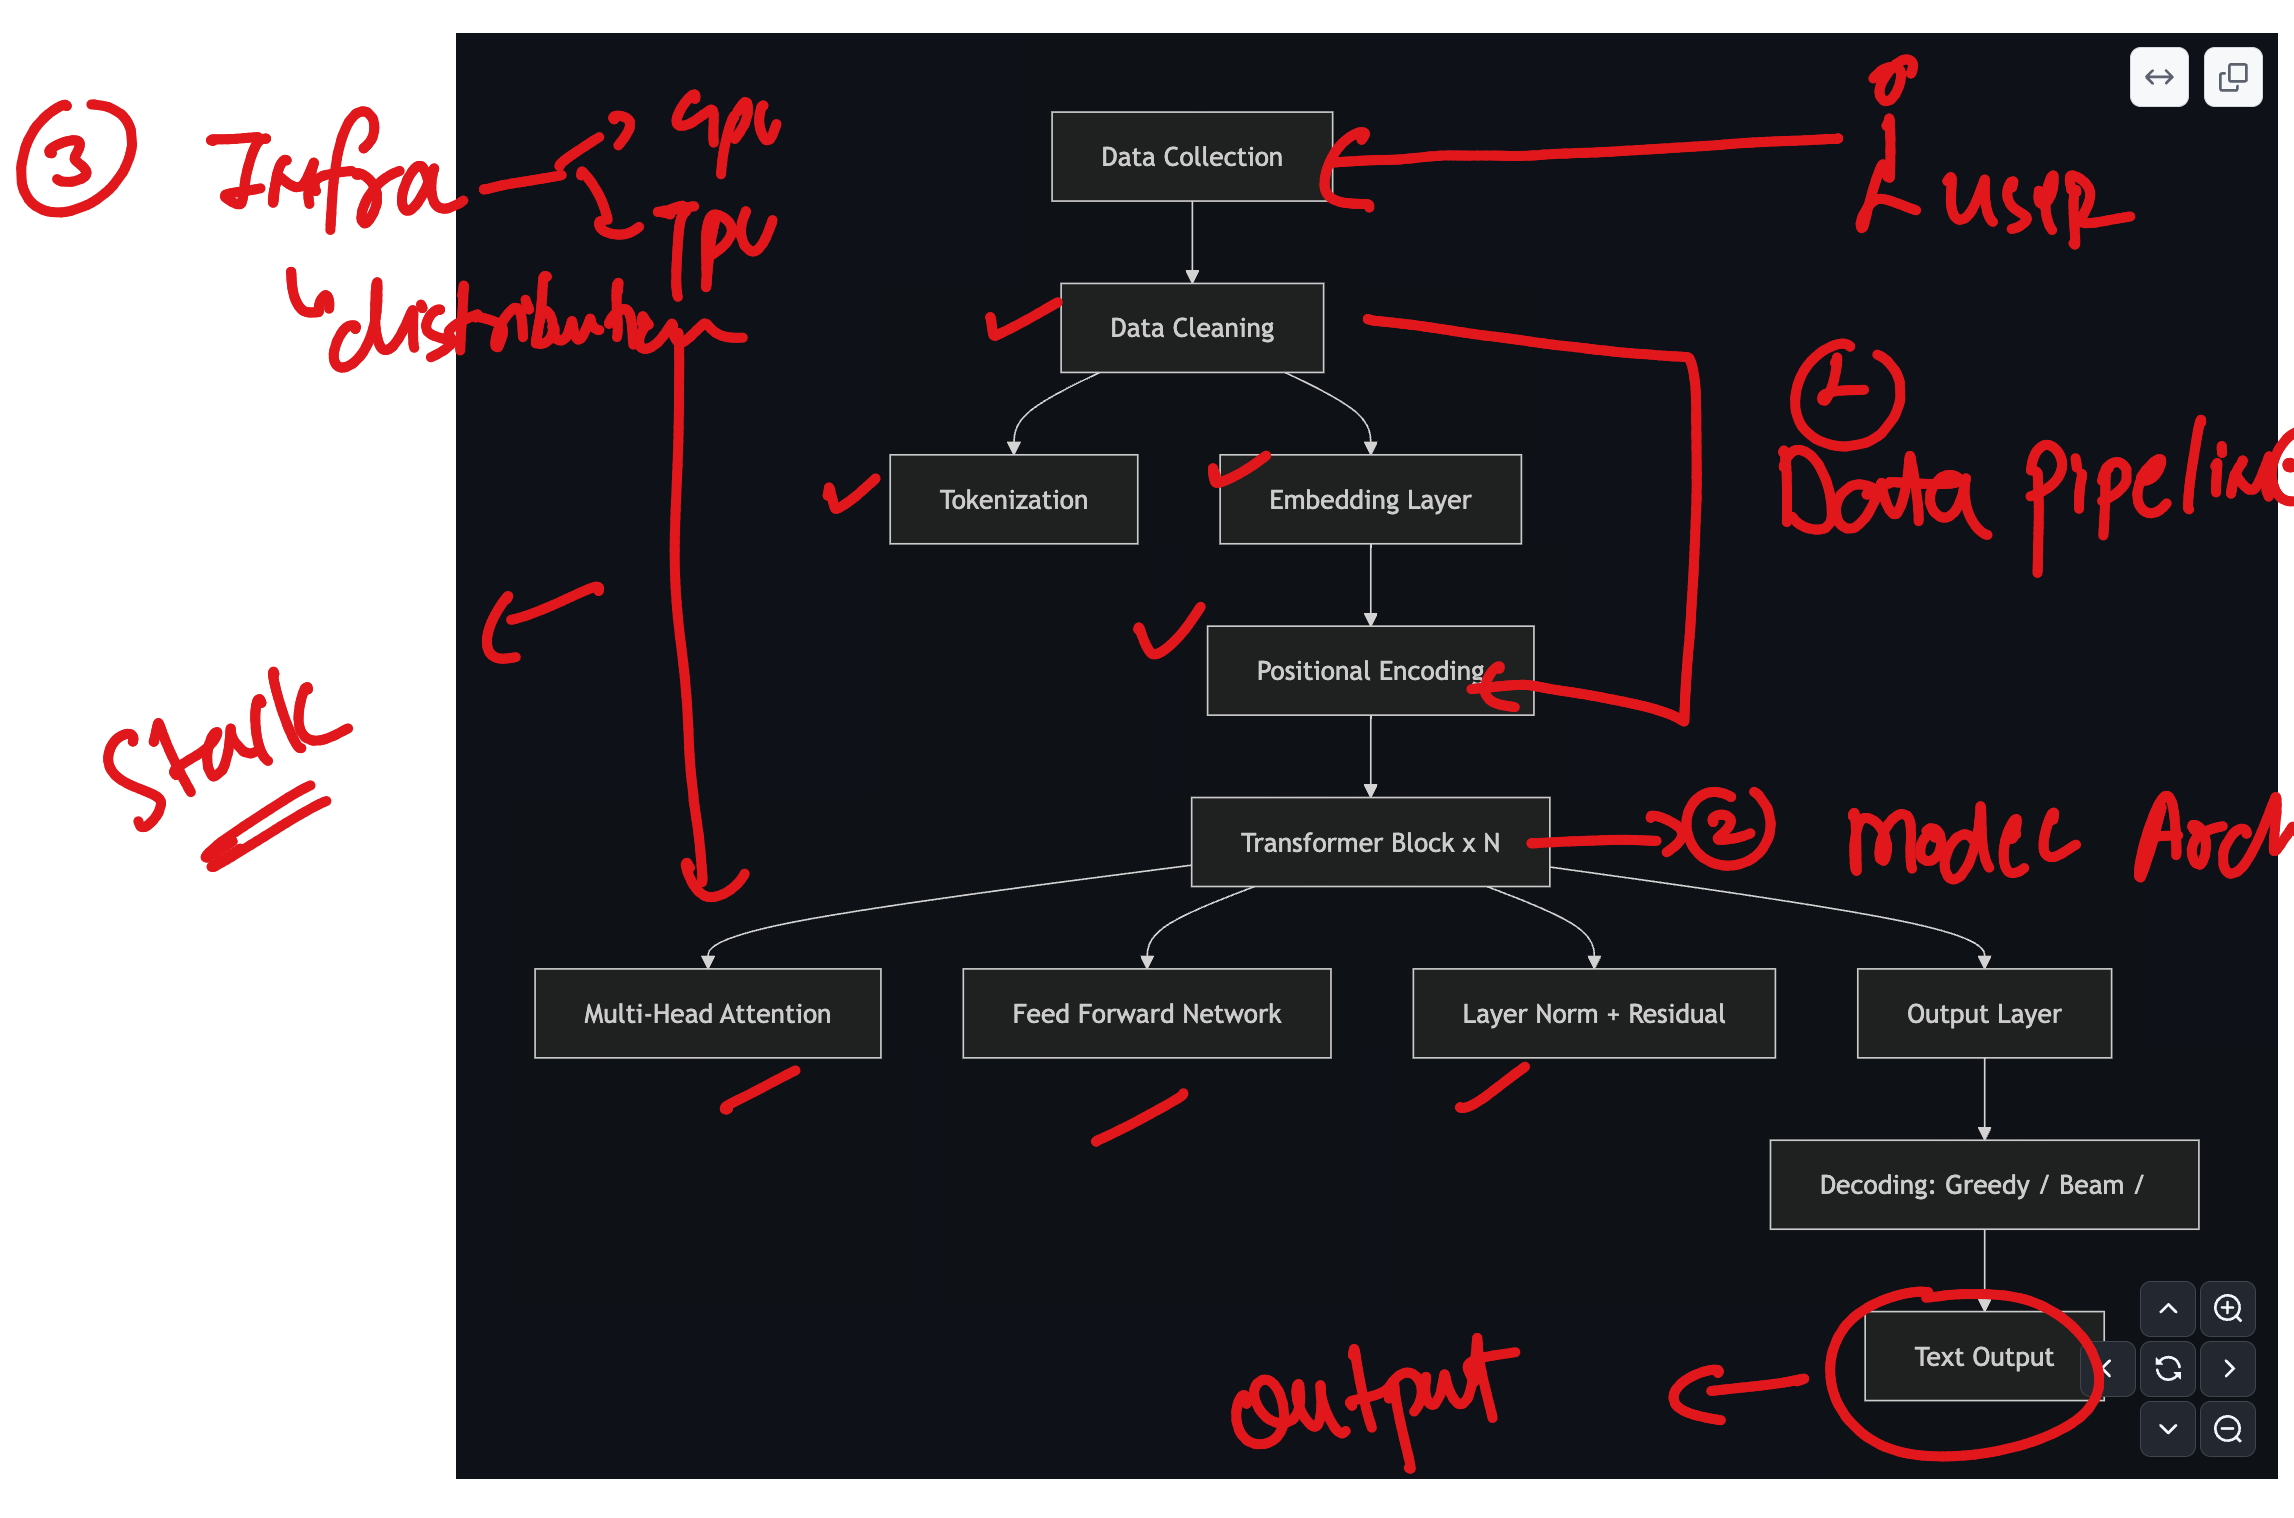 ③ Infra GPU
TPU
distribution
Data Collection
user
Data Cleaning
①
Data pipeline
Tokenization
Embedding Layer
Positional Encoding
Stack
Transformer Block x N
② Model Arch
Multi-Head Attention
Feed Forward Network
Layer Norm + Residual
Output Layer
Decoding: Greedy / Beam /
Text Output
Output